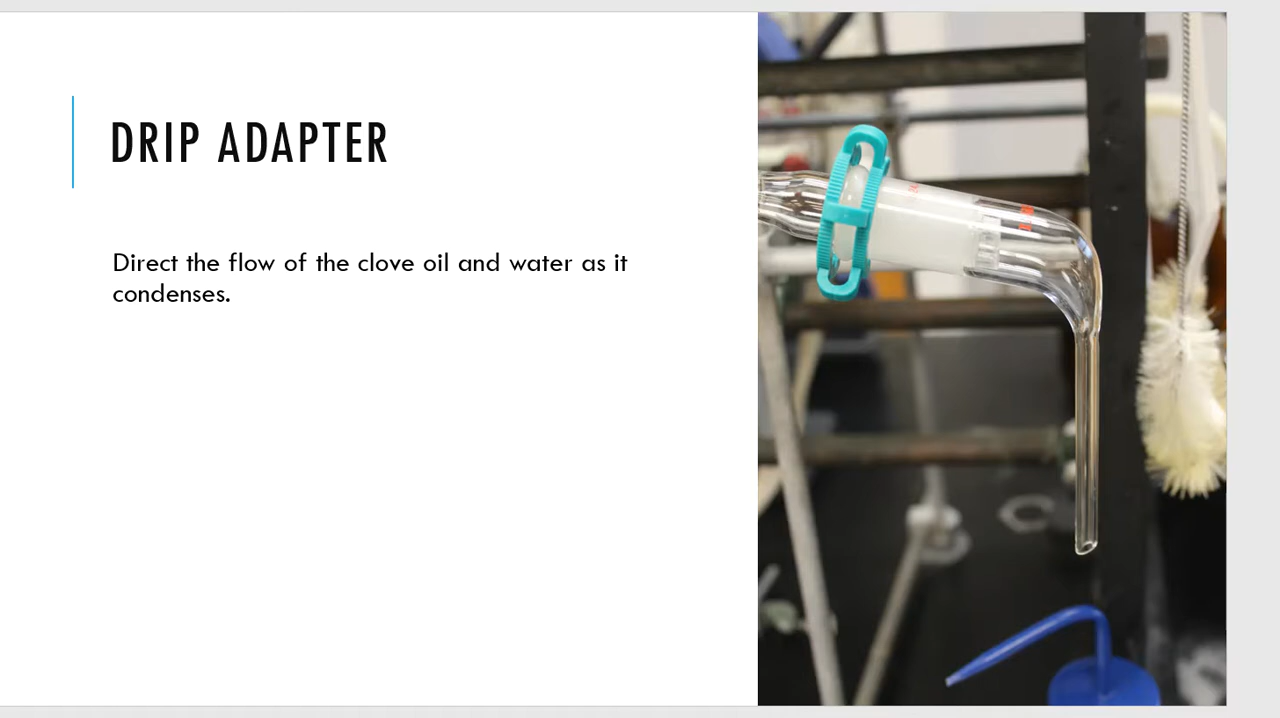 DRIP ADAPTER
Direct the flow of the clove oil and water as it
condenses.